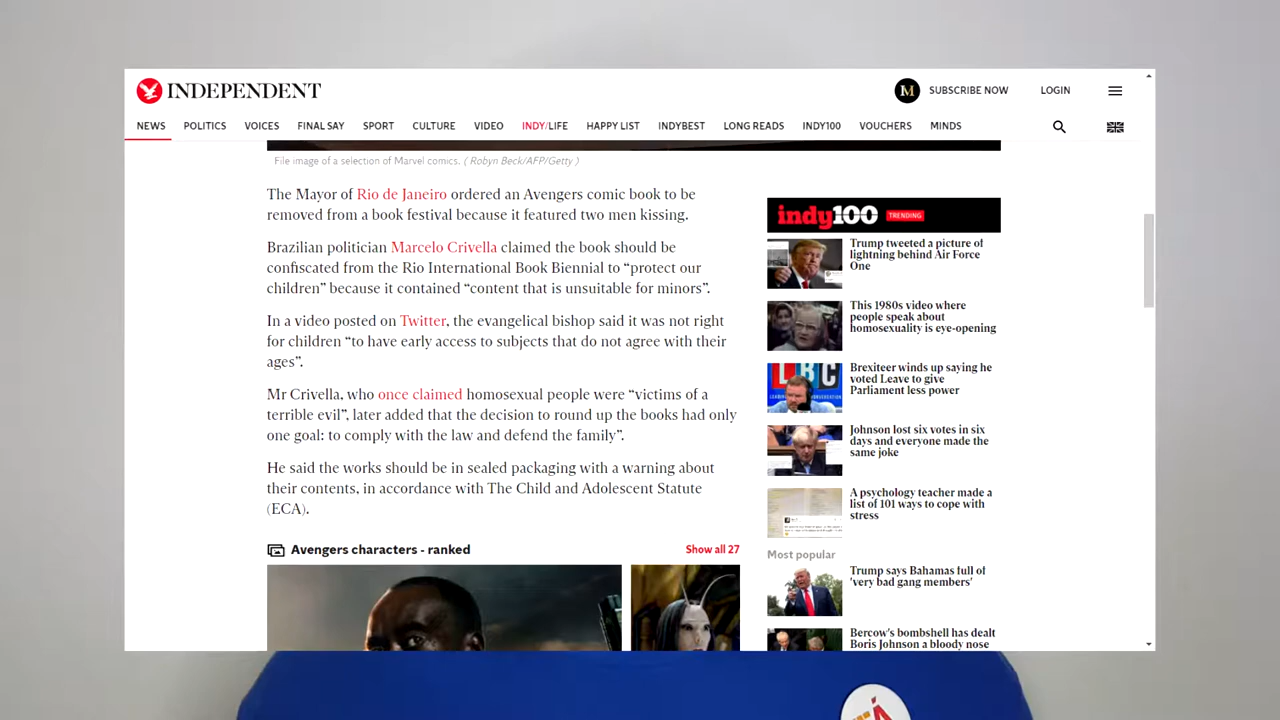 INDEPENDENT
M SUBSCRIBE NOW LOGIN
NEWS POLITICS VOICES FINAL SAY SPORT CULTURE VIDEO INDY/LIFE HAPPY LIST INDYBEST LONG READS INDY100 VOUCHERS MINDS
File image of a selection of Marvel comics. ( Robyn Beck/AFP/Getty )
The Mayor of Rio de Janeiro ordered an Avengers comic book to be
removed from a book festival because it featured two men kissing.
Brazilian politician Marcelo Crivella claimed the book should be
confiscated from the Rio International Book Biennial to “protect our
children” because it contained “content that is unsuitable for minors”.
In a video posted on Twitter, the evangelical bishop said it was not right
for children “to have early access to subjects that do not agree with their
ages”.
Mr Crivella, who once claimed homosexual people were “victims of a
terrible evil”, later added that the decision to round up the books had only
one goal: to comply with the law and defend the family”.
He said the works should be in sealed packaging with a warning about
their contents, in accordance with The Child and Adolescent Statute
(ECA).
Avengers characters - ranked Show all 27
indy100 TRENDING
Trump tweeted a picture of
lightning behind Air Force
One
This 1980s video where
people speak about
homosexuality is eye-opening
LBC
Brexiteer winds up saying he
voted Leave to give
Parliament less power
Johnson lost six votes in six
days and everyone made the
same joke
A psychology teacher made a
list of 101 ways to cope with
stress
Most popular
Trump says Bahamas full of
'very bad gang members'
Bercow's bombshell has dealt
Boris Johnson a bloody nose